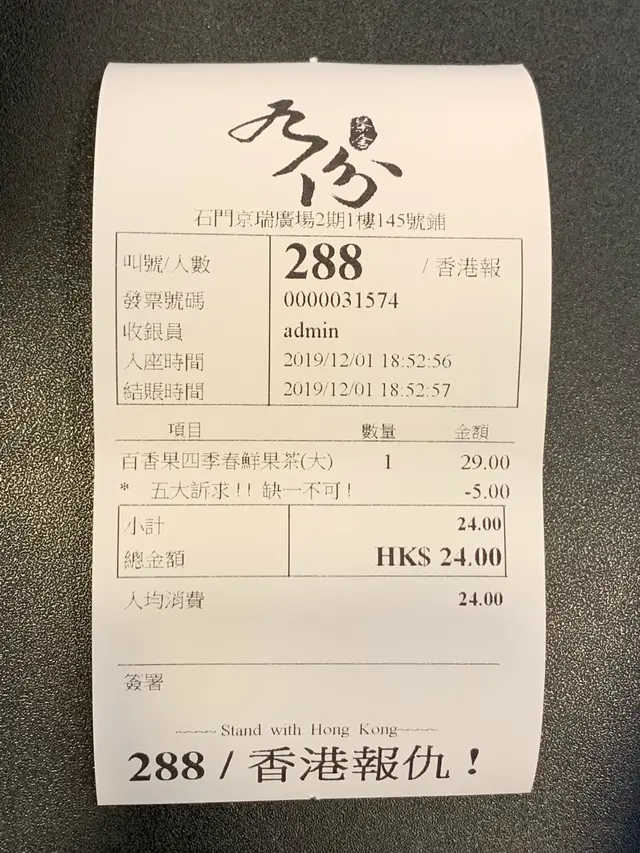 九份
茶舍
石門京瑞廣場2期1樓145號鋪
叫號/人數 288 / 香港報
發票號碼 0000031574
收銀員 admin
入座時間 2019/12/01 18:52:56
結賬時間 2019/12/01 18:52:57
項目 數量 金額
百香果四季春鮮果茶(大) 1 29.00
* 五大訴求!! 缺一不可! -5.00
小計 24.00
總金額 HK$ 24.00
人均消費 24.00
簽署
~~~~ Stand with Hong Kong~~~~
288 / 香港報仇!